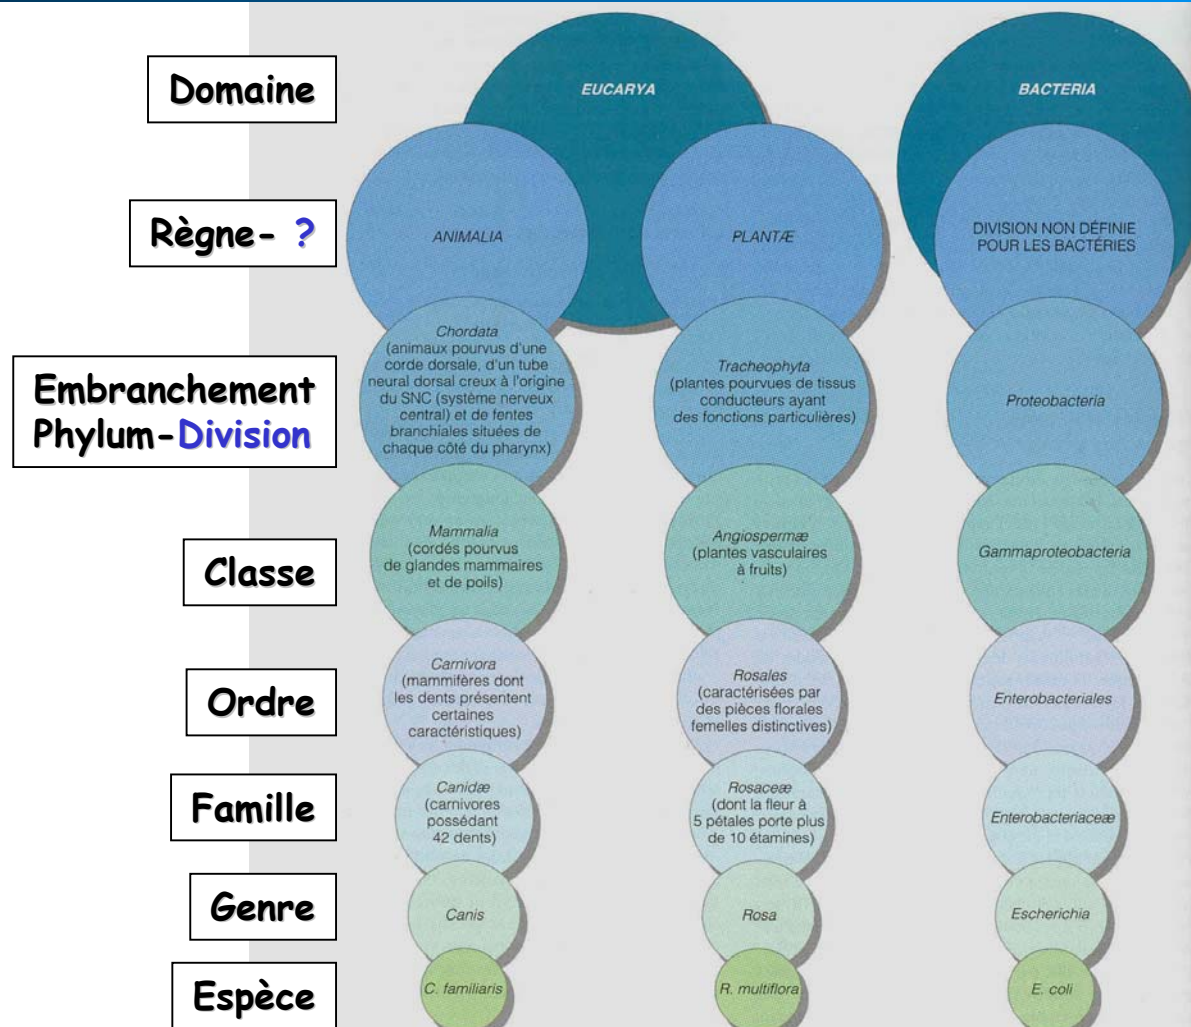 Domaine
EUCARYA
BACTERIA
Règne- ?
ANIMALIA
PLANTÆ
DIVISION NON DÉFINIE
POUR LES BACTÉRIES
Embranchement
Phylum-Division
Chordata
(animaux pourvus d'une
corde dorsale, d'un tube
neural dorsal creux à l'origine
du SNC (système nerveux
central) et de fentes
branchiales situées de
chaque côté du pharynx)
Tracheophyta
(plantes pourvues de tissus
conducteurs ayant
des fonctions particulières)
Proteobacteria
Classe
Mammalia
(cordés pourvus
de glandes mammaires
et de poils)
Angiospermæ
(plantes vasculaires
à fruits)
Gammaproteobacteria
Ordre
Carnivora
(mammifères dont
les dents présentent
certaines
caractéristiques)
Rosales
(caractérisées par
des pièces florales
femelles distinctives)
Enterobacteriales
Famille
Canidæ
(carnivores
possédant
42 dents)
Rosaceæ
(dont la fleur à
5 pétales porte plus
de 10 étamines)
Enterobacteriaceæ
Genre
Canis
Rosa
Escherichia
Espèce
C. familiaris
R. multiflora
E. coli